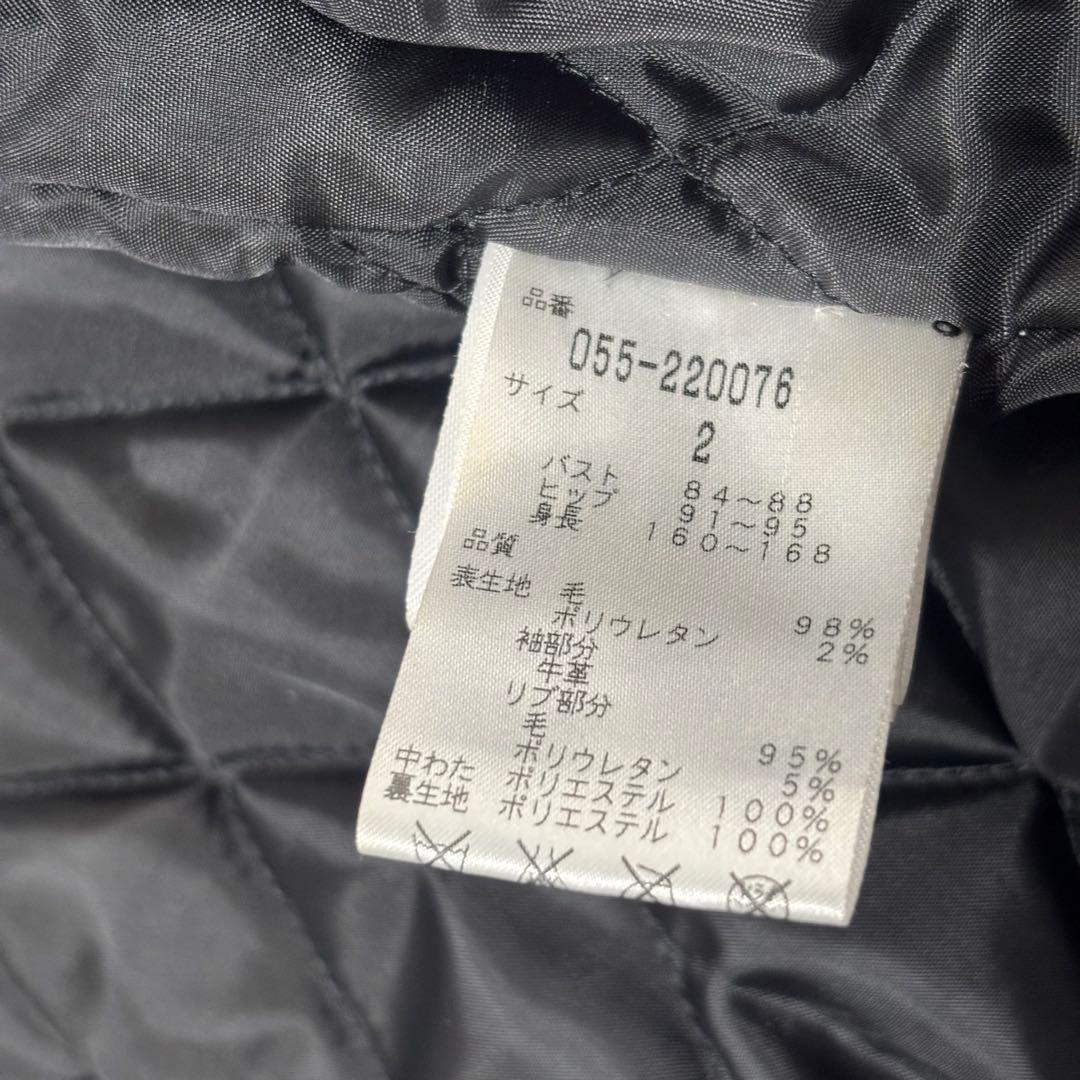 品番
055-220076
サイズ
2
バスト 84～88
ヒップ 91～95
身長 160～168
品質
表生地 毛 98%
ポリウレタン 2%
袖部分
牛革
リブ部分
毛 95%
ポリウレタン 5%
中わた ポリエステル 100%
裏生地 ポリエステル 100%